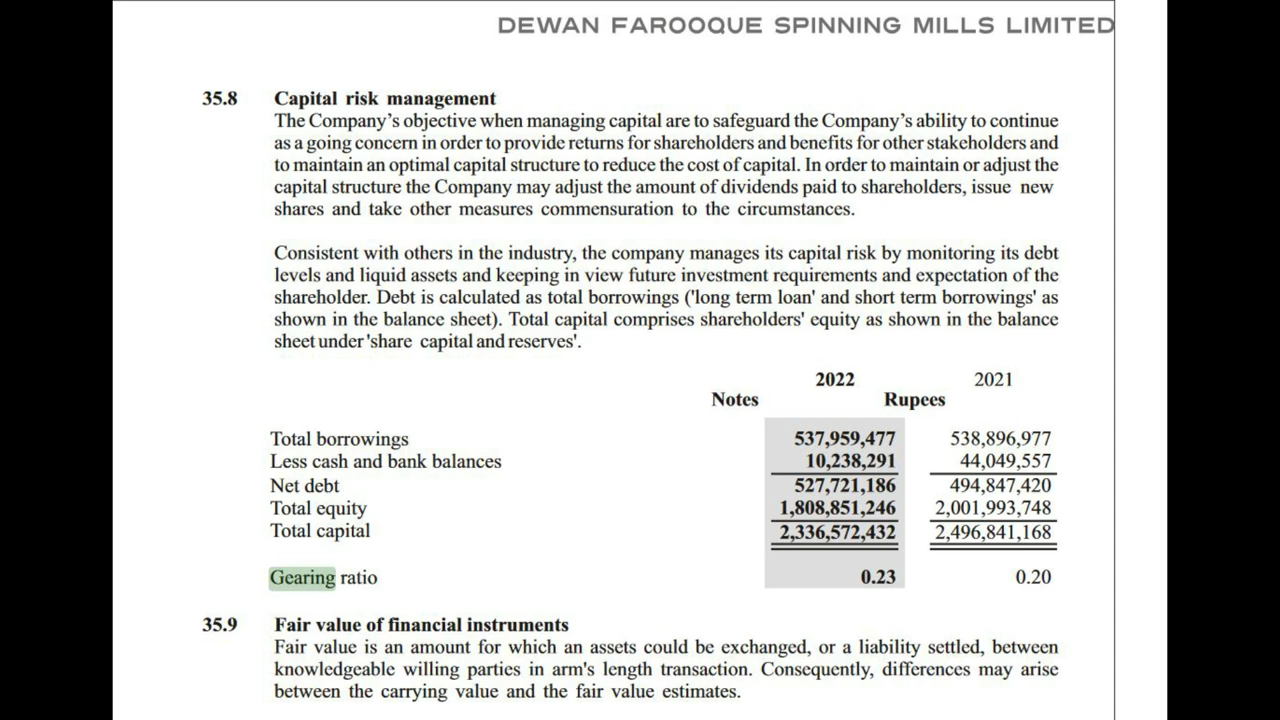 DEWAN FAROOQUE SPINNING MILLS LIMITED
35.8 Capital risk management
The Company's objective when managing capital are to safeguard the Company's ability to continue
as a going concern in order to provide returns for shareholders and benefits for other stakeholders and
to maintain an optimal capital structure to reduce the cost of capital. In order to maintain or adjust the
capital structure the Company may adjust the amount of dividends paid to shareholders, issue new
shares and take other measures commensuration to the circumstances.
Consistent with others in the industry, the company manages its capital risk by monitoring its debt
levels and liquid assets and keeping in view future investment requirements and expectation of the
shareholder. Debt is calculated as total borrowings ('long term loan' and short term borrowings' as
shown in the balance sheet). Total capital comprises shareholders' equity as shown in the balance
sheet under 'share capital and reserves'.
2022 2021
Notes Rupees
Total borrowings 537,959,477 538,896,977
Less cash and bank balances 10,238,291 44,049,557
Net debt 527,721,186 494,847,420
Total equity 1,808,851,246 2,001,993,748
Total capital 2,336,572,432 2,496,841,168
Gearing ratio 0.23 0.20
35.9 Fair value of financial instruments
Fair value is an amount for which an assets could be exchanged, or a liability settled, between
knowledgeable willing parties in arm's length transaction. Consequently, differences may arise
between the carrying value and the fair value estimates.